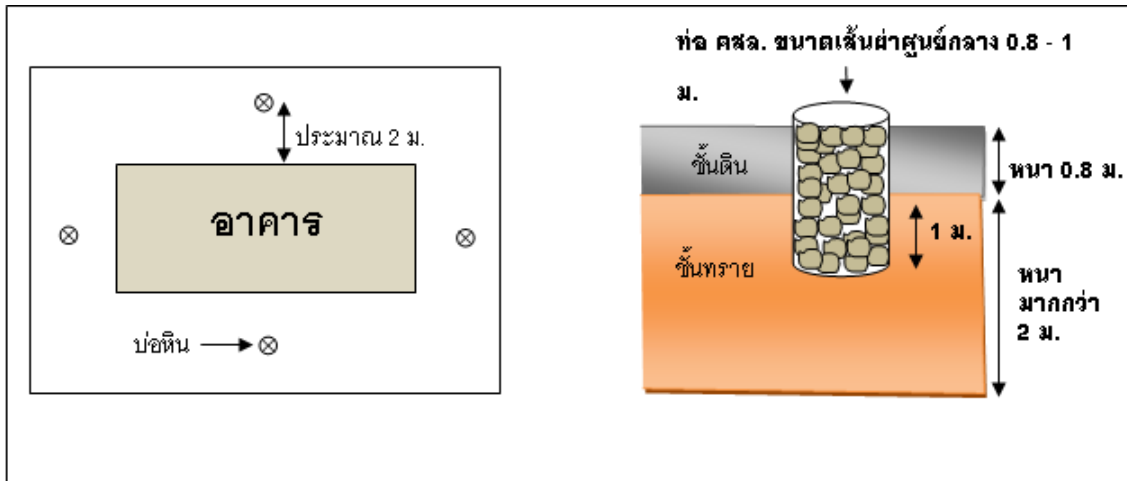 ประมาณ 2 ม.
อาคาร
บ่อหิน
ท่อ คสล. ขนาดเส้นผ่าศูนย์กลาง 0.8 - 1
ม.
ชั้นดิน
หนา 0.8 ม.
1 ม.
ชั้นทราย
หนา
มากกว่า
2 ม.